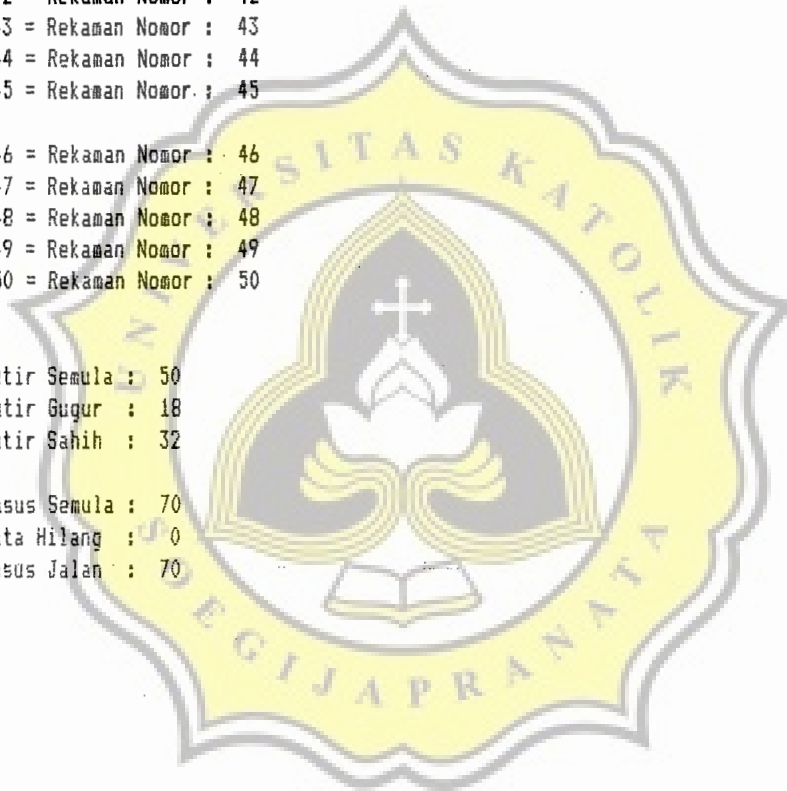 = Rekaman Nomor : 42
3 = Rekaman Nomor : 43
4 = Rekaman Nomor : 44
5 = Rekaman Nomor : 45
6 = Rekaman Nomor : 46
7 = Rekaman Nomor : 47
8 = Rekaman Nomor : 48
9 = Rekaman Nomor : 49
0 = Rekaman Nomor : 50
tir Semula : 50
tir Gugur : 18
tir Sahih : 32
sus Semula : 70
ta Hilang : 0
sus Jalan : 70
UNIVERSITAS KATOLIK
SOEGIJAPRANATA